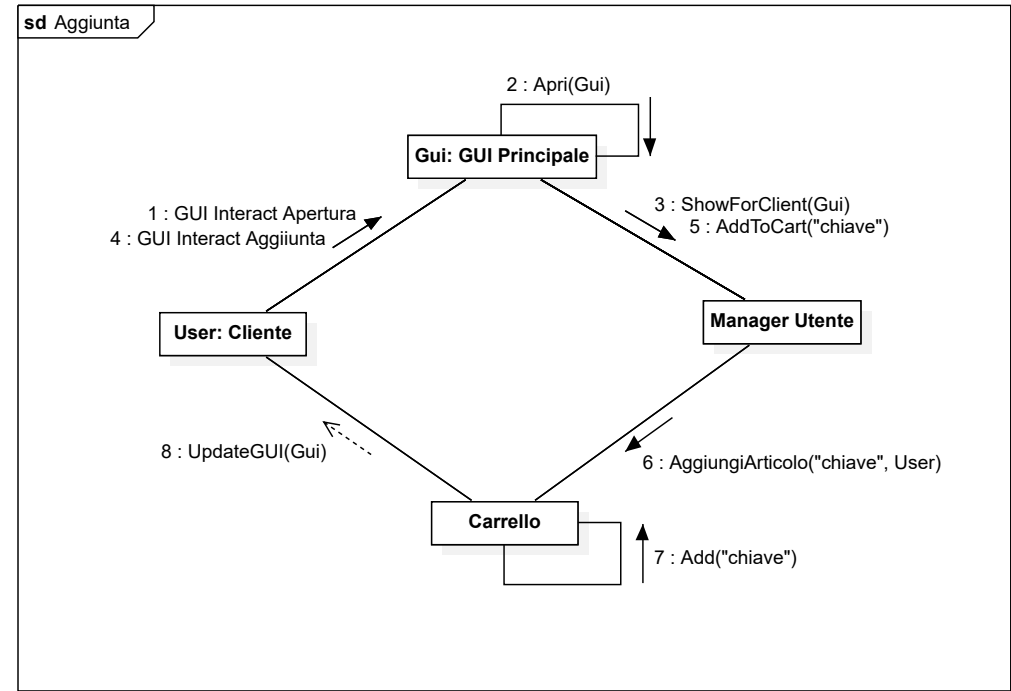 sd Aggiunta
2 : Apri(Gui)
Gui: GUI Principale
1 : GUI Interact Apertura
4 : GUI Interact Aggiiunta
3 : ShowForClient(Gui)
5 : AddToCart("chiave")
User: Cliente
Manager Utente
8 : UpdateGUI(Gui)
6 : AggiungiArticolo("chiave", User)
Carrello
7 : Add("chiave")